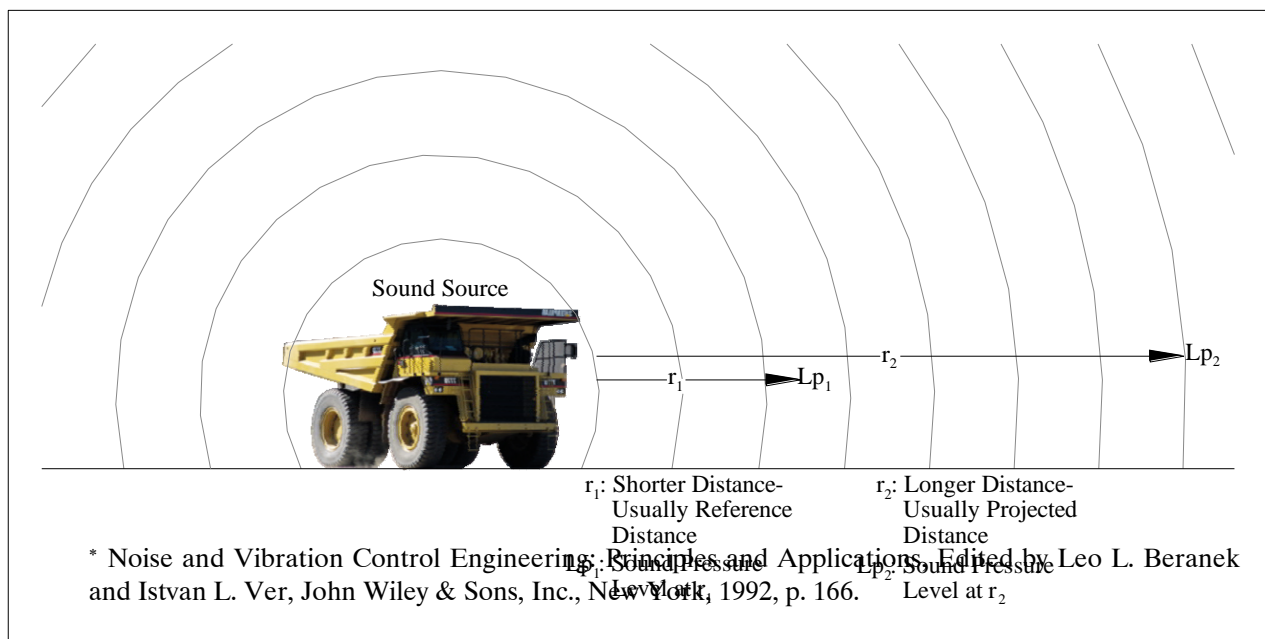 Sound Source
r₂
Lp₂
r₁
Lp₁
r₁: Shorter Distance-
Usually Reference
Distance
Lp₁: Sound Pressure
Level at r₁
r₂: Longer Distance-
Usually Projected
Distance
Lp₂: Sound Pressure
Level at r₂
* Noise and Vibration Control Engineering: Principles and Applications, Edited by Leo L. Beranek
and Istvan L. Ver, John Wiley & Sons, Inc., New York, 1992, p. 166.